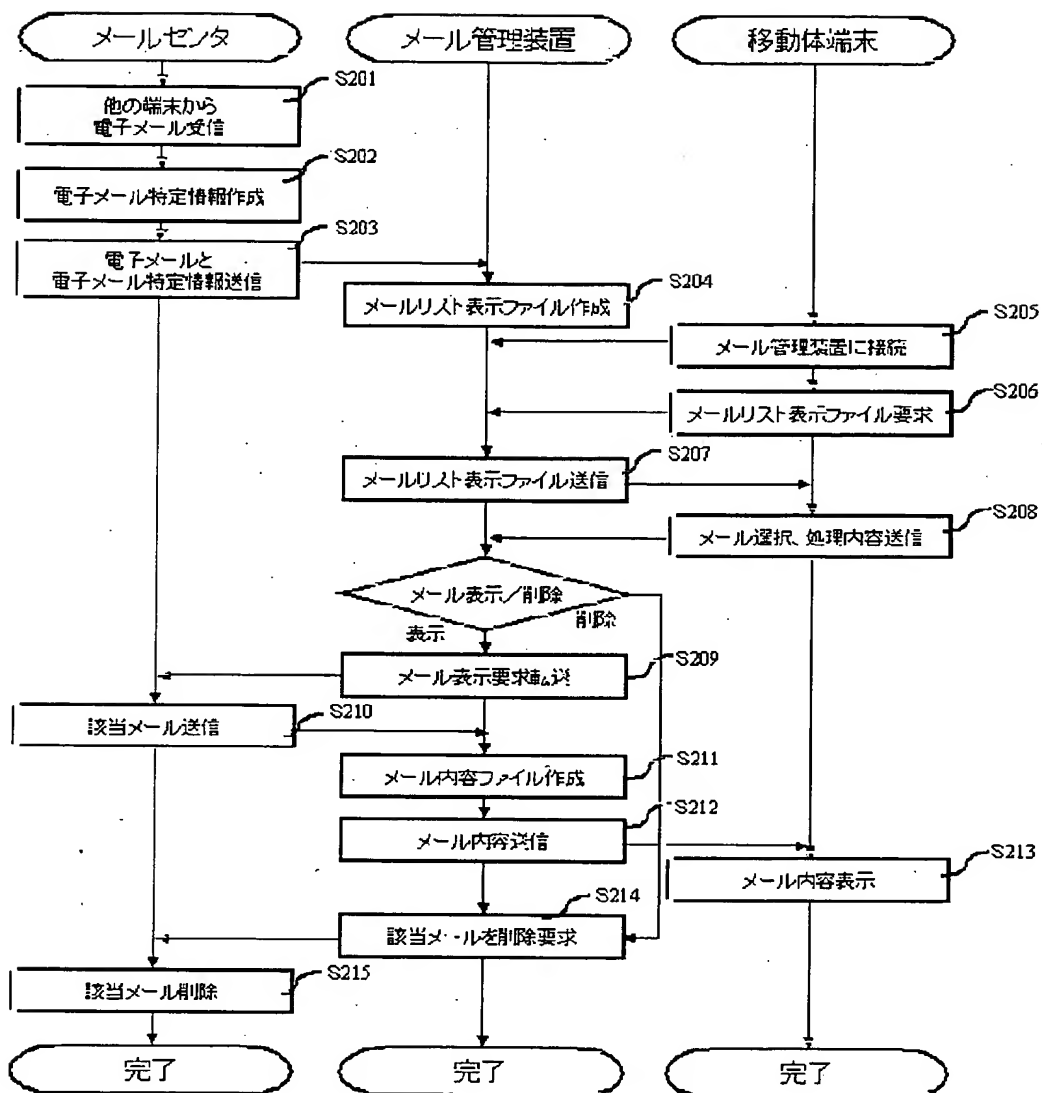 メールセンタ
メール管理装置
移動体端末
S201
他の端末から
電子メール受信
S202
電子メール特定情報作成
S203
電子メールと
電子メール特定情報送信
S204
メールリスト表示ファイル作成
S205
メール管理装置に接続
S206
メールリスト表示ファイル要求
S207
メールリスト表示ファイル送信
S208
メール選択、処理内容送信
メール表示／削除
削除
表示
S209
メール表示要求転送
S210
該当メール送信
S211
メール内容ファイル作成
S212
メール内容送信
S213
メール内容表示
S214
該当メールを削除要求
S215
該当メール削除
完了
完了
完了